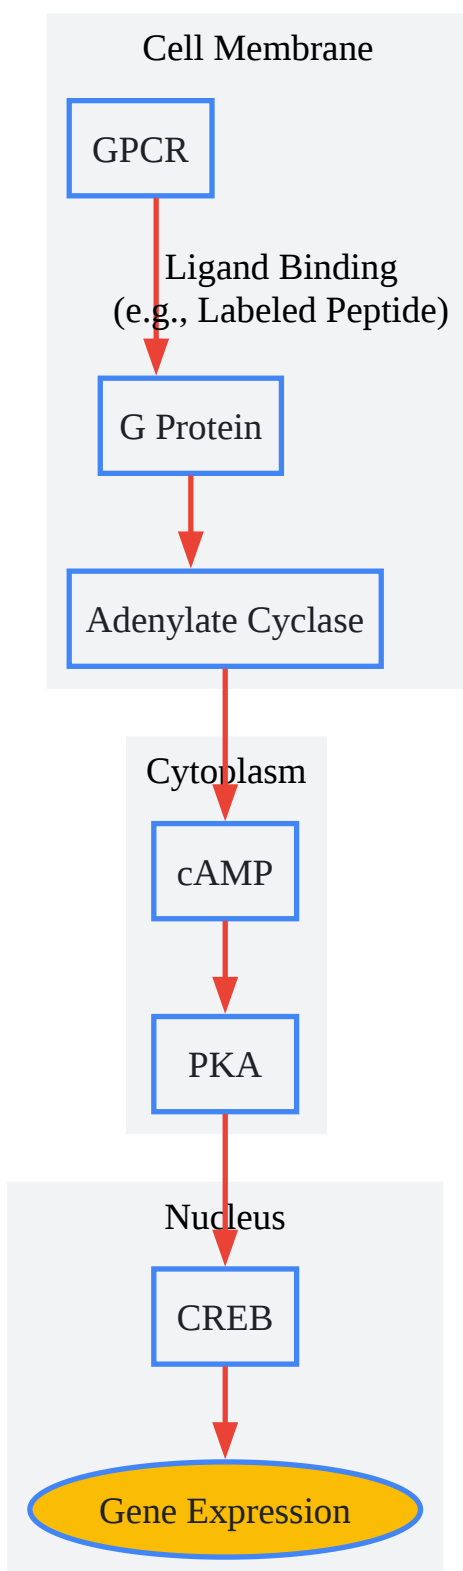 Cell Membrane
GPCR
Ligand Binding
(e.g., Labeled Peptide)
G Protein
Adenylate Cyclase
Cytoplasm
cAMP
PKA
Nucleus
CREB
Gene Expression